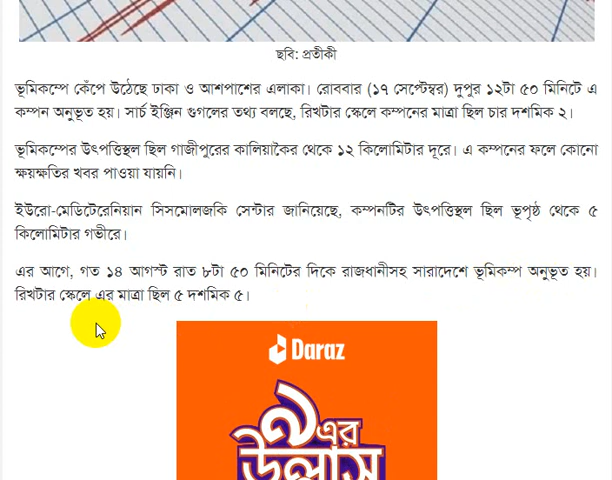 ছবি: প্রতীকী
ভূমিকম্পে কেঁপে উঠেছে ঢাকা ও আশপাশের এলাকা। রোববার (১৭ সেপ্টেম্বর) দুপুর ১২টা ৫০ মিনিটে এ
কম্পন অনুভূত হয়। সার্চ ইঞ্জিন গুগলের তথ্য বলছে, রিখটার স্কেলে কম্পনের মাত্রা ছিল চার দশমিক ২।
ভূমিকম্পের উৎপত্তিস্থল ছিল গাজীপুরের কালিয়াকৈর থেকে ১২ কিলোমিটার দূরে। এ কম্পনের ফলে কোনো
ক্ষয়ক্ষতির খবর পাওয়া যায়নি।
ইউরো-মেডিটেরেনিয়ান সিসমোলজকি সেন্টার জানিয়েছে, কম্পনটির উৎপত্তিস্থল ছিল ভূপৃষ্ঠ থেকে ৫
কিলোমিটার গভীরে।
এর আগে, গত ১৪ আগস্ট রাত ৮টা ৫০ মিনিটের দিকে রাজধানীসহ সারাদেশে ভূমিকম্প অনুভূত হয়।
রিখটার স্কেলে এর মাত্রা ছিল ৫ দশমিক ৫।
Daraz
৯এর
উল্লাস